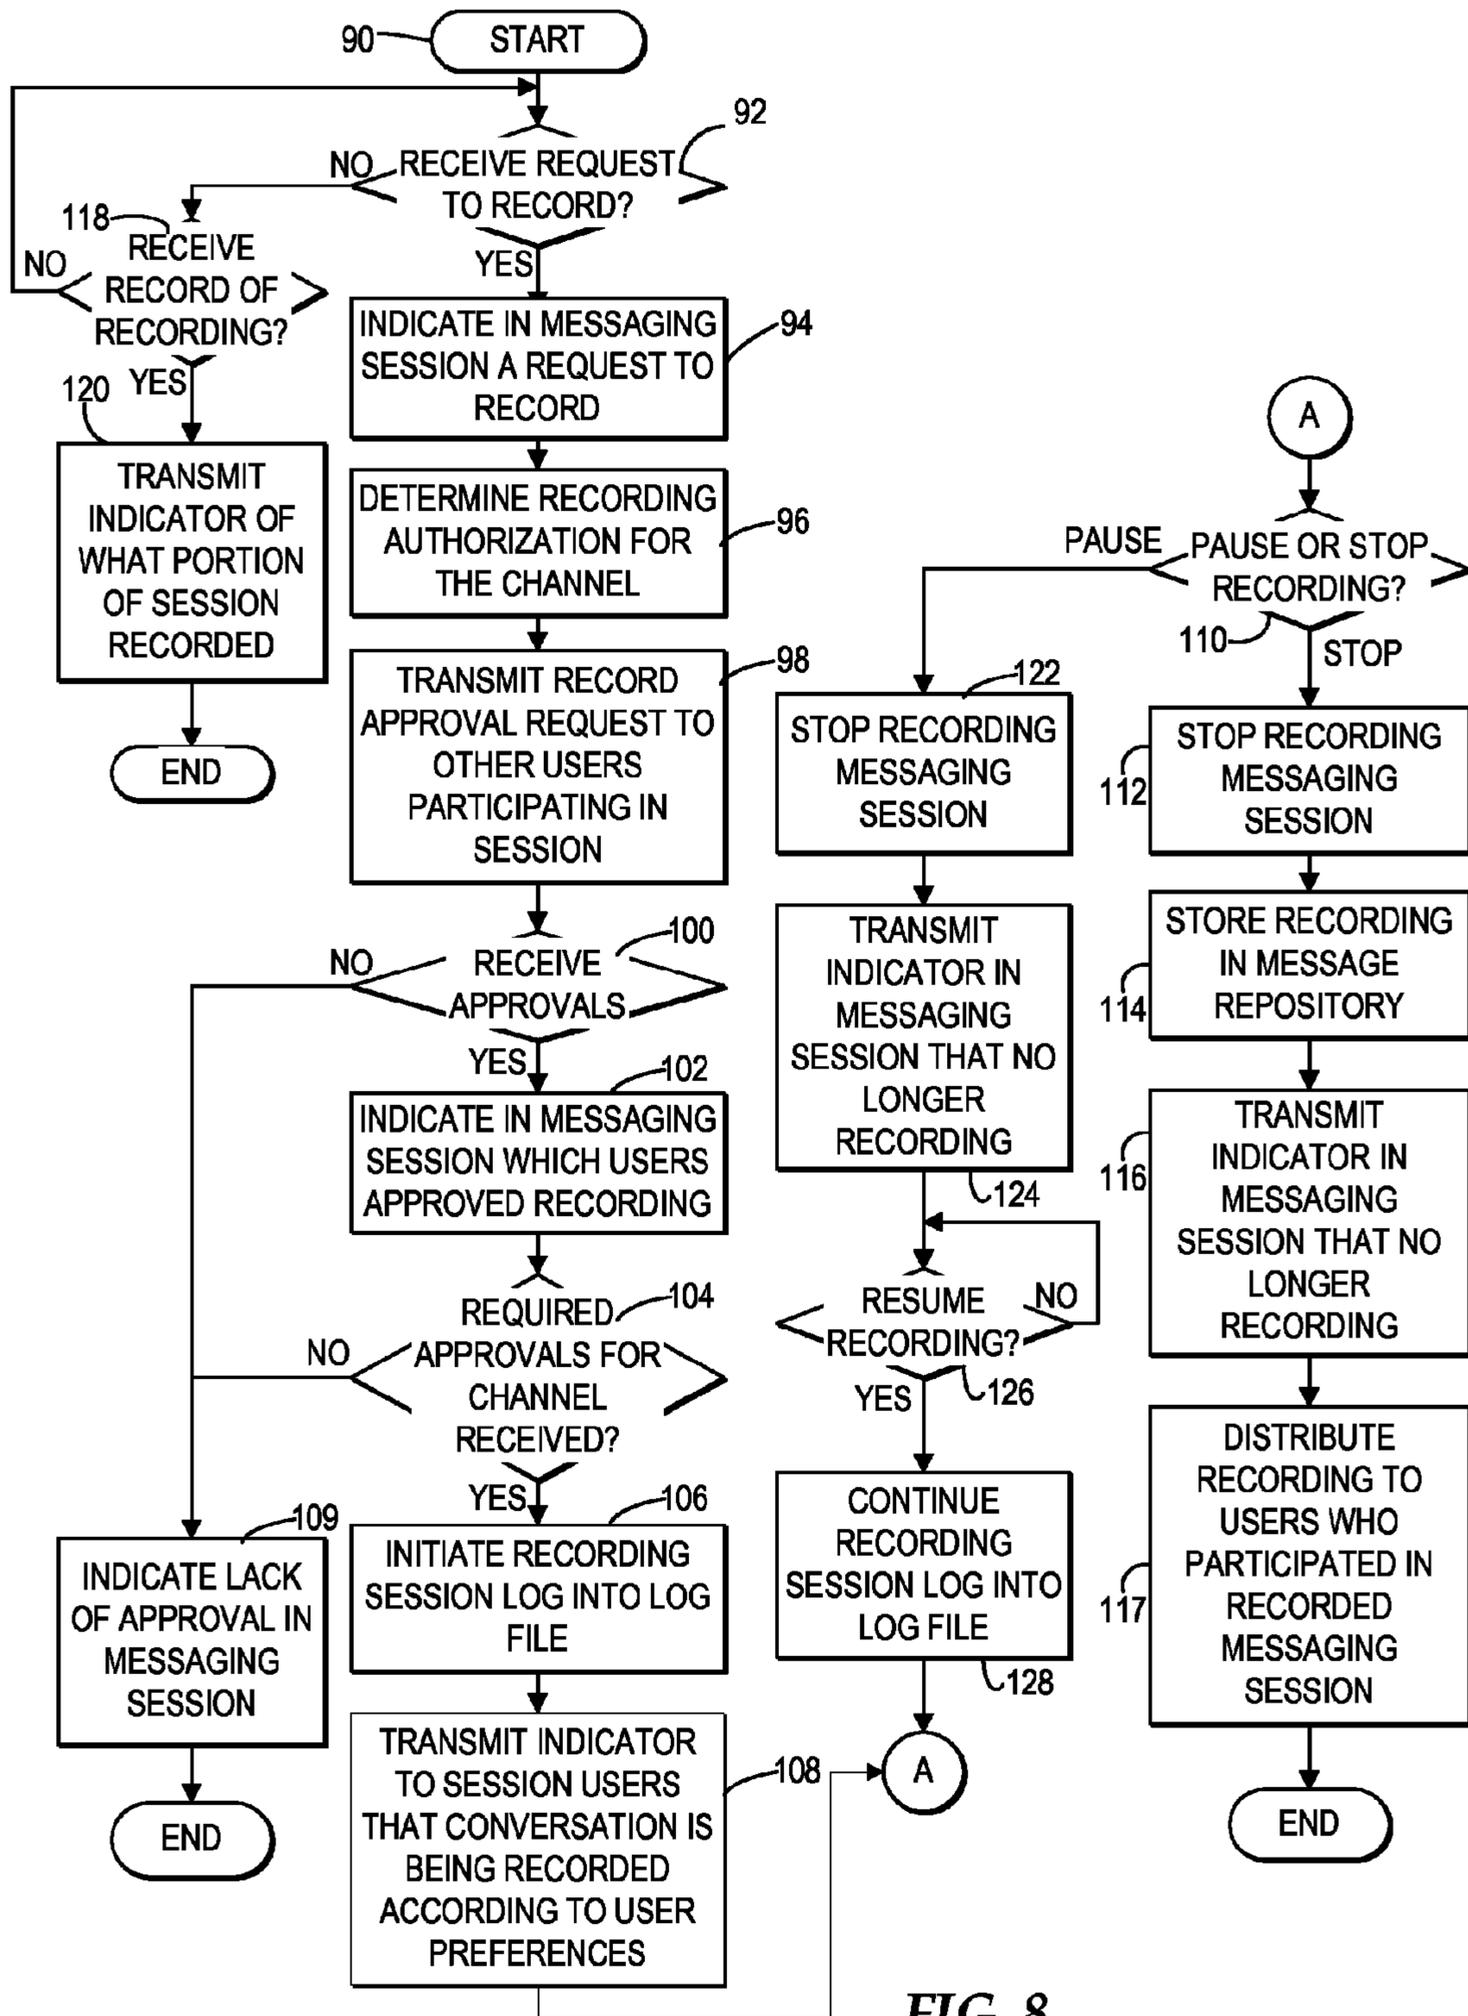 90
START
92
NO
RECEIVE REQUEST
TO RECORD?
YES
118
RECEIVE
RECORD OF
RECORDING?
NO
YES
120
TRANSMIT
INDICATOR OF
WHAT PORTION
OF SESSION
RECORDED
END
INDICATE IN MESSAGING
SESSION A REQUEST TO
RECORD
94
DETERMINE RECORDING
AUTHORIZATION FOR
THE CHANNEL
96
TRANSMIT RECORD
APPROVAL REQUEST TO
OTHER USERS
PARTICIPATING IN
SESSION
98
NO
RECEIVE
APPROVALS
100
YES
102
INDICATE IN MESSAGING
SESSION WHICH USERS
APPROVED RECORDING
NO
REQUIRED
APPROVALS FOR
CHANNEL
RECEIVED?
104
YES
106
INITIATE RECORDING
SESSION LOG INTO LOG
FILE
109
INDICATE LACK
OF APPROVAL IN
MESSAGING
SESSION
END
TRANSMIT INDICATOR
TO SESSION USERS
THAT CONVERSATION IS
BEING RECORDED
ACCORDING TO USER
PREFERENCES
108
A
PAUSE
PAUSE OR STOP
RECORDING?
110
STOP
122
STOP RECORDING
MESSAGING
SESSION
TRANSMIT
INDICATOR IN
MESSAGING
SESSION THAT NO
LONGER
RECORDING
124
RESUME
RECORDING?
NO
126
YES
CONTINUE
RECORDING
SESSION LOG INTO
LOG FILE
128
A
STOP RECORDING
MESSAGING
SESSION
112
STORE RECORDING
IN MESSAGE
REPOSITORY
114
TRANSMIT
INDICATOR IN
MESSAGING
SESSION THAT NO
LONGER
RECORDING
116
DISTRIBUTE
RECORDING TO
USERS WHO
PARTICIPATED IN
RECORDED
MESSAGING
SESSION
117
END
FIG. 8